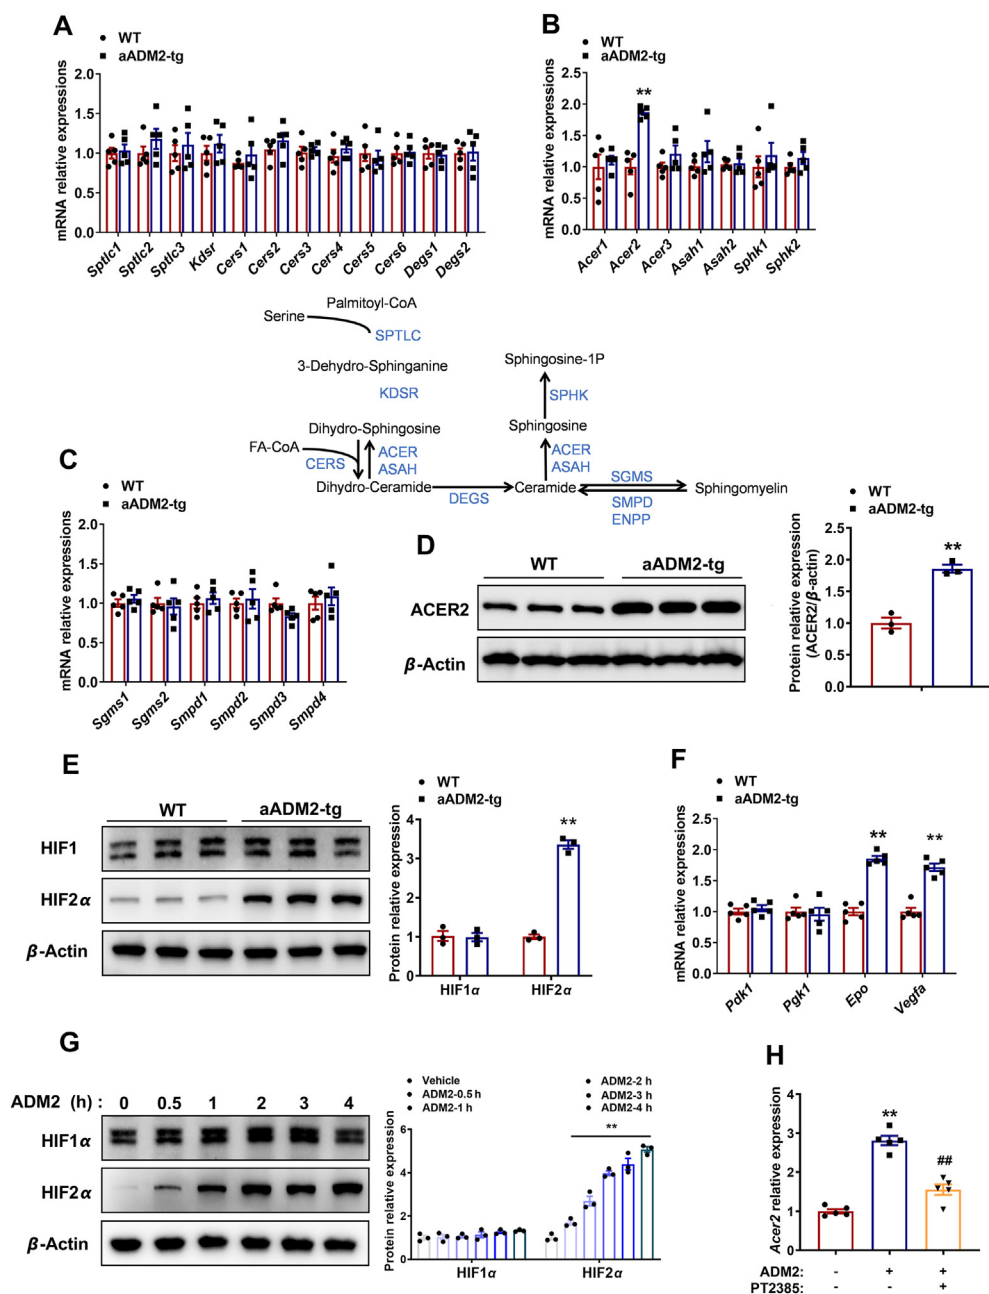 A
WT
aADM2-tg
mRNA relative expressions
2.0
1.5
1.0
0.5
0.0
Sptlc1
Sptlc2
Sptlc3
Kdsr
Cers1
Cers2
Cers3
Cers4
Cers5
Cers6
Degs1
Degs2
B
WT
aADM2-tg
mRNA relative expressions
2.5
2.0
1.5
1.0
0.5
0.0
**
Acer1
Acer2
Acer3
Asah1
Asah2
Sphk1
Sphk2
Palmitoyl-CoA
Serine
SPTLC
3-Dehydro-Sphinganine
KDSR
Dihydro-Sphingosine
FA-CoA
CERS
ACER
ASAH
Dihydro-Ceramide
DEGS
Sphingosine-1P
SPHK
Sphingosine
ACER
ASAH
Ceramide
SGMS
SMPD
ENPP
Sphingomyelin
C
WT
aADM2-tg
mRNA relative expressions
2.0
1.5
1.0
0.5
0.0
Sgms1
Sgms2
Smpd1
Smpd2
Smpd3
Smpd4
D
WT
aADM2-tg
ACER2
β-Actin
WT
aADM2-tg
Protein relative expression
(ACER2/β-actin)
2.5
2.0
1.5
1.0
0.5
0.0
**
E
WT
aADM2-tg
HIF1
HIF2α
β-Actin
WT
aADM2-tg
Protein relative expression
4
3
2
1
0
**
HIF1α
HIF2α
F
WT
aADM2-tg
mRNA relative expressions
2.5
2.0
1.5
1.0
0.5
0.0
**
**
Pdk1
Pgk1
Epo
Vegfa
G
ADM2 (h) :
0 0.5 1 2 3 4
HIF1α
HIF2α
β-Actin
Vehicle
ADM2-0.5 h
ADM2-1 h
ADM2-2 h
ADM2-3 h
ADM2-4 h
Protein relative expression
6
4
2
0
**
HIF1α
HIF2α
H
Acer2 relative expression
4
3
2
1
0
**
##
ADM2: - + +
PT2385: - - +